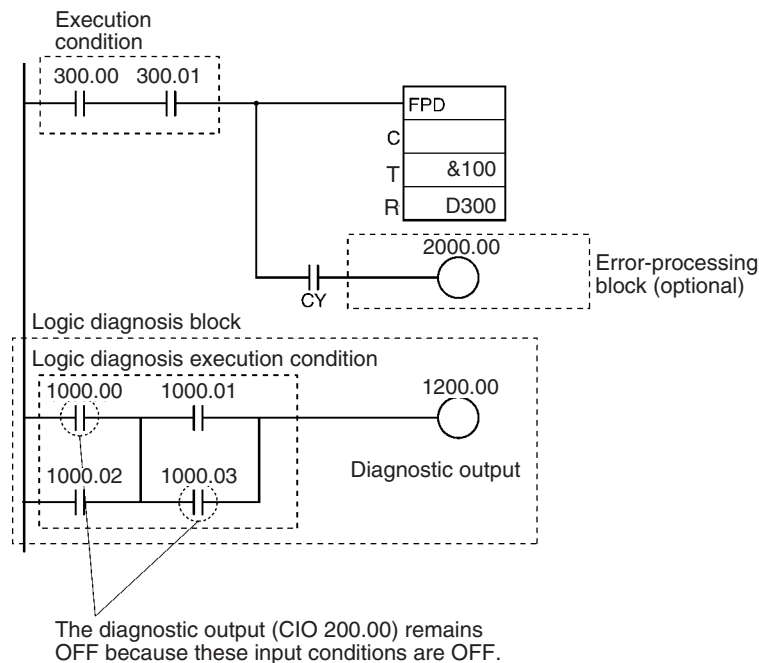 Execution
condition
300.00 300.01
FPD
C
T &100
R D300
2000.00
CY
Error-processing
block (optional)
Logic diagnosis block
Logic diagnosis execution condition
1000.00 1000.01 1200.00
1000.02 1000.03 Diagnostic output
The diagnostic output (CIO 200.00) remains
OFF because these input conditions are OFF.